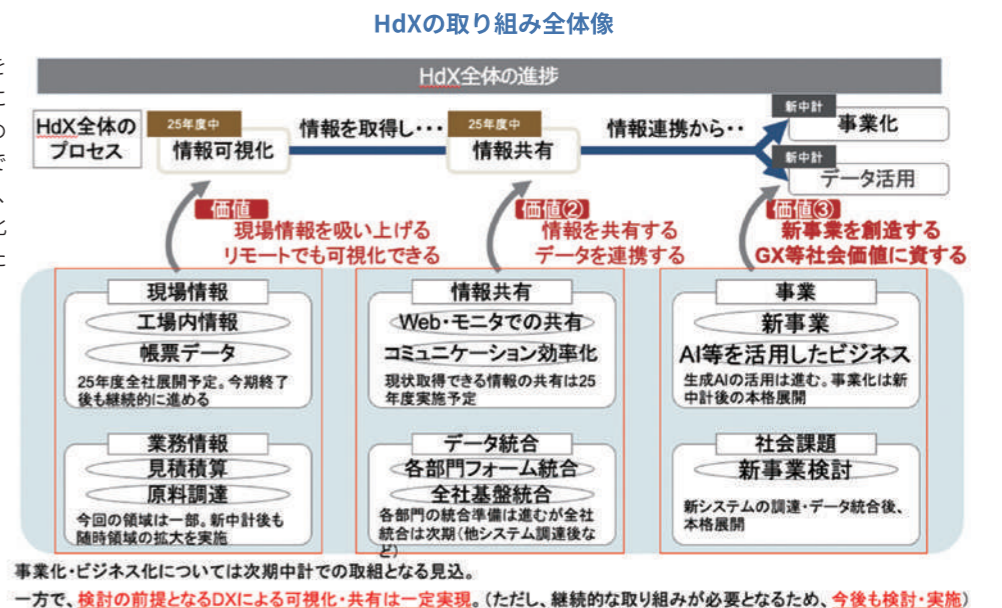 HdXの取り組み全体像
を
に
の
で
、
化
た
HdX全体の進捗
HdX全体の
プロセス
25年度中
情報可視化
情報を取得し・・・
25年度中
情報共有
情報連携から・・
新中計
事業化
新中計
データ活用
価値
現場情報を吸い上げる
リモートでも可視化できる
価値②
情報を共有する
データを連携する
価値③
新事業を創造する
GX等社会価値に資する
現場情報
工場内情報
帳票データ
25年度全社展開予定。今期終了
後も継続的に進める
業務情報
見積積算
原料調達
今回の領域は一部。新中計後も
随時領域の拡大を実施
情報共有
Web・モニタでの共有
コミュニケーション効率化
現状取得できる情報の共有は25
年度実施予定
データ統合
各部門フォーム統合
全社基盤統合
各部門の統合準備は進むが全社
統合は次期(他システム調達後な
ど)
事業
新事業
AI等を活用したビジネス
生成AIの活用は進む。事業化は新
中計後の本格展開
社会課題
新事業検討
新システムの調達・データ統合後、
本格展開
事業化・ビジネス化については次期中計での取組となる見込。
一方で、検討の前提となるDXによる可視化・共有は一定実現。(ただし、継続的な取り組みが必要となるため、今後も検討・実施)